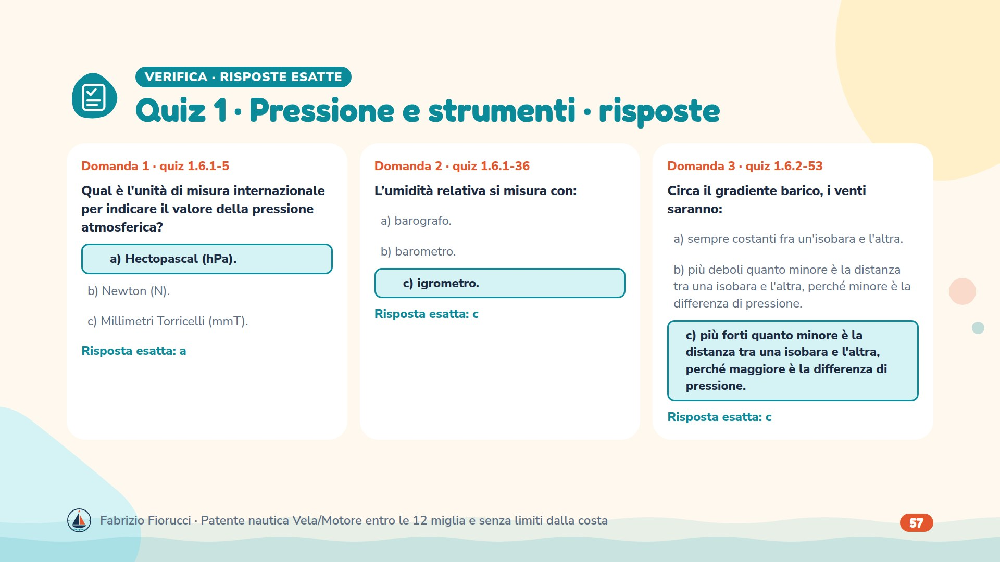 VERIFICA · RISPOSTE ESATTE
Quiz 1 · Pressione e strumenti · risposte
Domanda 1 · quiz 1.6.1-5
Qual è l'unità di misura internazionale
per indicare il valore della pressione
atmosferica?
a) Hectopascal (hPa).
b) Newton (N).
c) Millimetri Torricelli (mmT).
Risposta esatta: a
Domanda 2 · quiz 1.6.1-36
L’umidità relativa si misura con:
a) barografo.
b) barometro.
c) igrometro.
Risposta esatta: c
Domanda 3 · quiz 1.6.2-53
Circa il gradiente barico, i venti
saranno:
a) sempre costanti fra un'isobara e l'altra.
b) più deboli quanto minore è la distanza
tra una isobara e l'altra, perché minore è la
differenza di pressione.
c) più forti quanto minore è la
distanza tra una isobara e l'altra,
perché maggiore è la differenza di
pressione.
Risposta esatta: c
Fabrizio Fiorucci · Patente nautica Vela/Motore entro le 12 miglia e senza limiti dalla costa
57